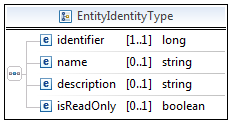 EntityIdentityType
e identifier [1..1] long
e name [0..1] string
e description [0..1] string
e isReadOnly [0..1] boolean